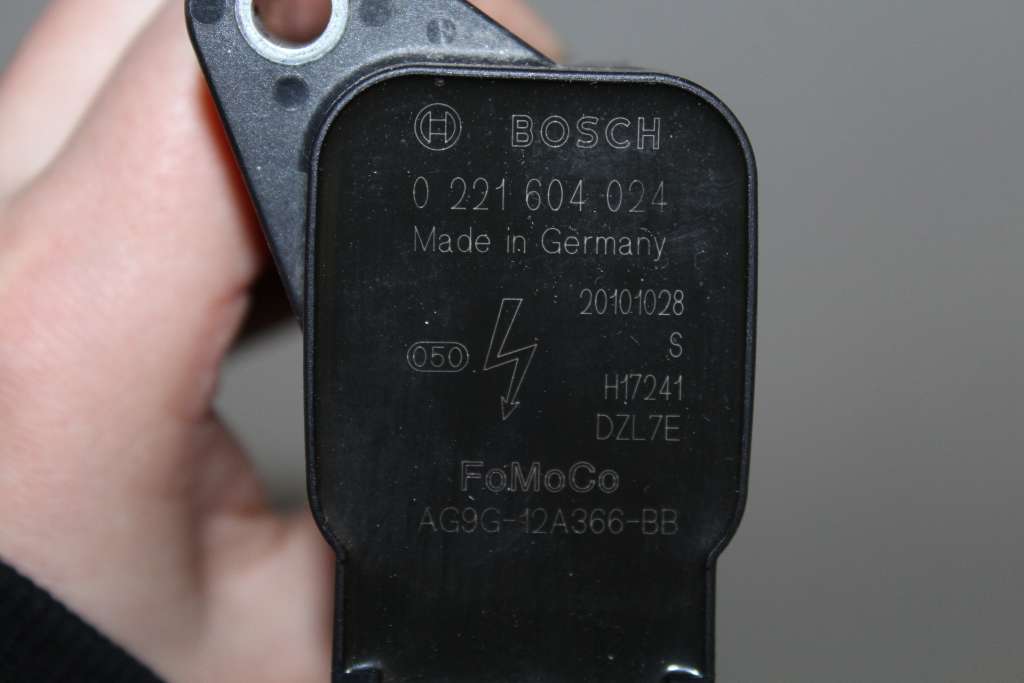 BOSCH
0 221 604 024
Made in Germany
20101028
S
050
H17241
DZL7E
FoMoCo
AG9G-12A366-BB